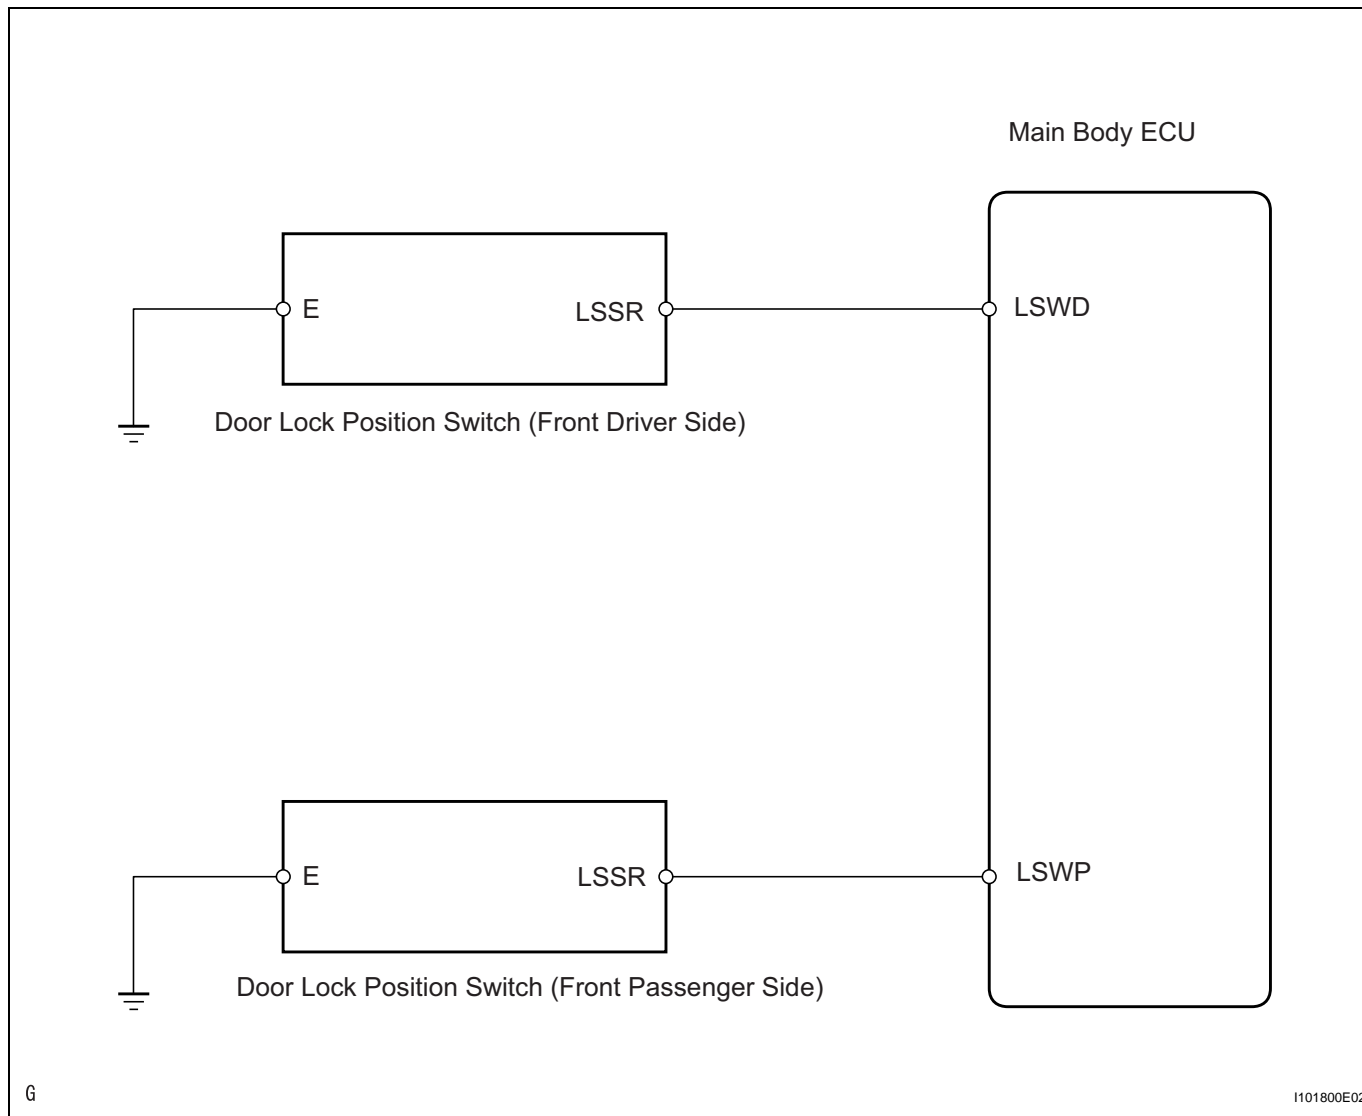 Main Body ECU
E
LSSR
LSWD
Door Lock Position Switch (Front Driver Side)
E
LSSR
LSWP
Door Lock Position Switch (Front Passenger Side)
G
I101800E02